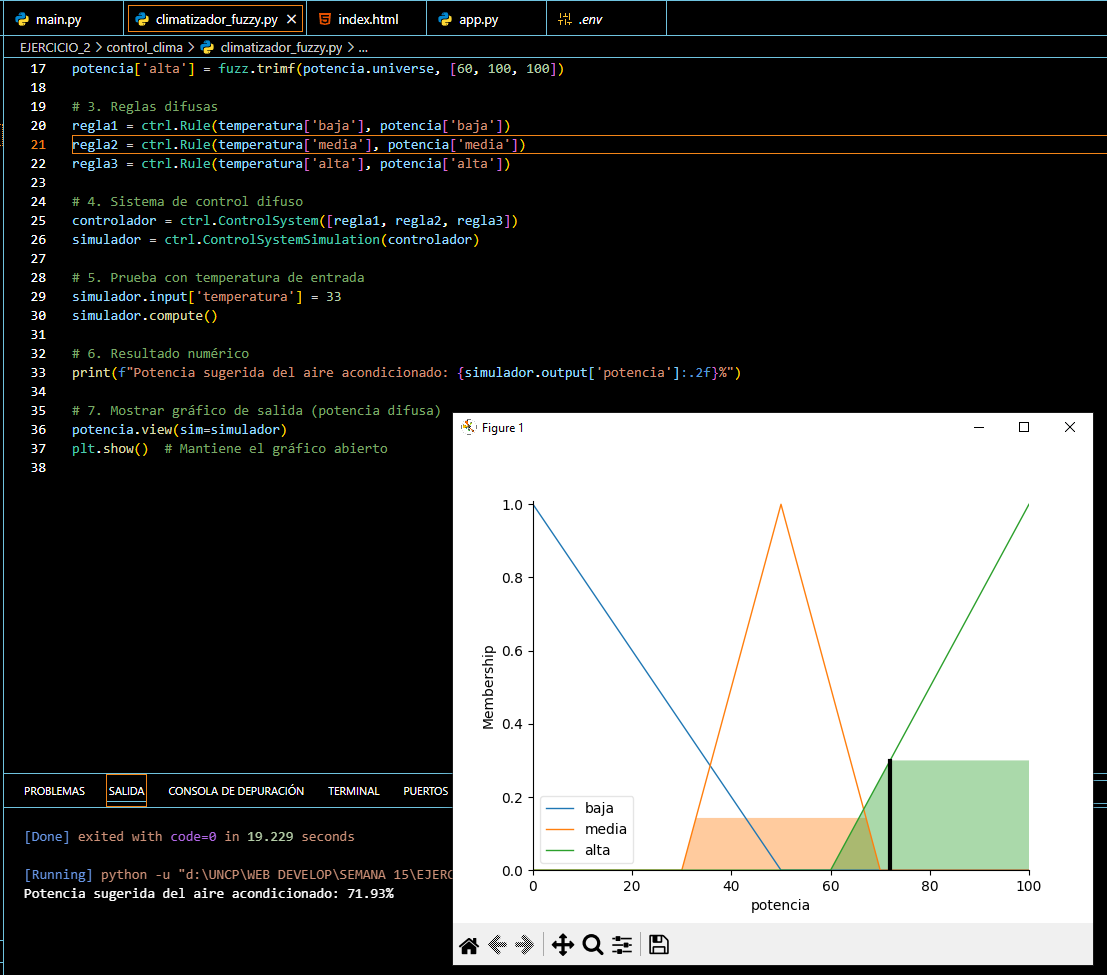 main.py climatizador_fuzzy.py index.html app.py .env
EJERCICIO_2 > control_clima > climatizador_fuzzy.py > ...
17 potencia['alta'] = fuzz.trimf(potencia.universe, [60, 100, 100])
18
19 # 3. Reglas difusas
20 regla1 = ctrl.Rule(temperatura['baja'], potencia['baja'])
21 regla2 = ctrl.Rule(temperatura['media'], potencia['media'])
22 regla3 = ctrl.Rule(temperatura['alta'], potencia['alta'])
23
24 # 4. Sistema de control difuso
25 controlador = ctrl.ControlSystem([regla1, regla2, regla3])
26 simulador = ctrl.ControlSystemSimulation(controlador)
27
28 # 5. Prueba con temperatura de entrada
29 simulador.input['temperatura'] = 33
30 simulador.compute()
31
32 # 6. Resultado numérico
33 print(f"Potencia sugerida del aire acondicionado: {simulador.output['potencia']:.2f}%")
34
35 # 7. Mostrar gráfico de salida (potencia difusa)
36 potencia.view(sim=simulador)
37 plt.show() # Mantiene el gráfico abierto
38
Figure 1
1.0
0.8
0.6
0.4
0.2
0.0
Membership
baja
media
alta
0 20 40 60 80 100
potencia
PROBLEMAS SALIDA CONSOLA DE DEPURACIÓN TERMINAL PUERTOS
[Done] exited with code=0 in 19.229 seconds
[Running] python -u "d:\UNCP\WEB DEVELOP\SEMANA 15\EJERC
Potencia sugerida del aire acondicionado: 71.93%